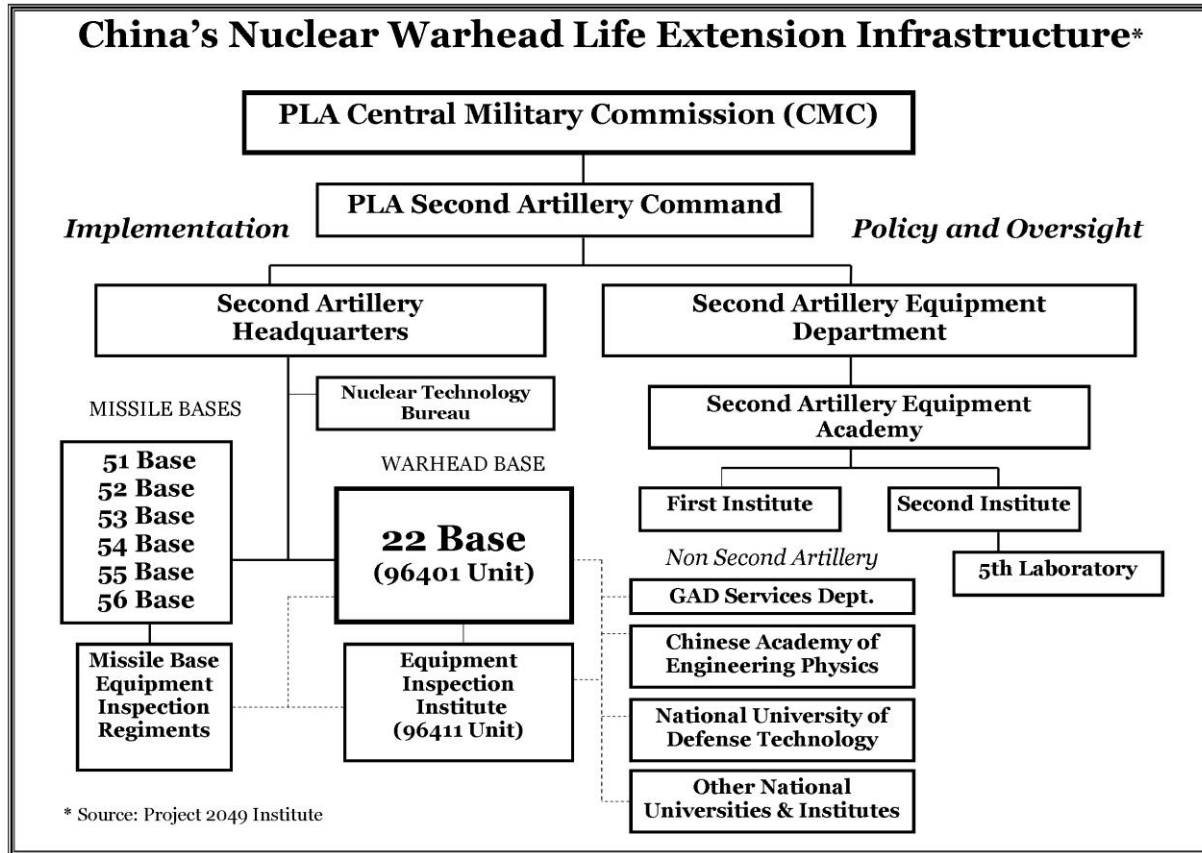 China's Nuclear Warhead Life Extension Infrastructure*
PLA Central Military Commission (CMC)
PLA Second Artillery Command
Implementation
Policy and Oversight
Second Artillery
Headquarters
Second Artillery Equipment
Department
Nuclear Technology
Bureau
Second Artillery Equipment
Academy
MISSILE BASES
51 Base
52 Base
53 Base
54 Base
55 Base
56 Base
WARHEAD BASE
22 Base
(96401 Unit)
First Institute
Second Institute
5th Laboratory
Non Second Artillery
GAD Services Dept.
Chinese Academy of
Engineering Physics
National University of
Defense Technology
Other National
Universities & Institutes
Missile Base
Equipment
Inspection
Regiments
Equipment
Inspection
Institute
(96411 Unit)
* Source: Project 2049 Institute